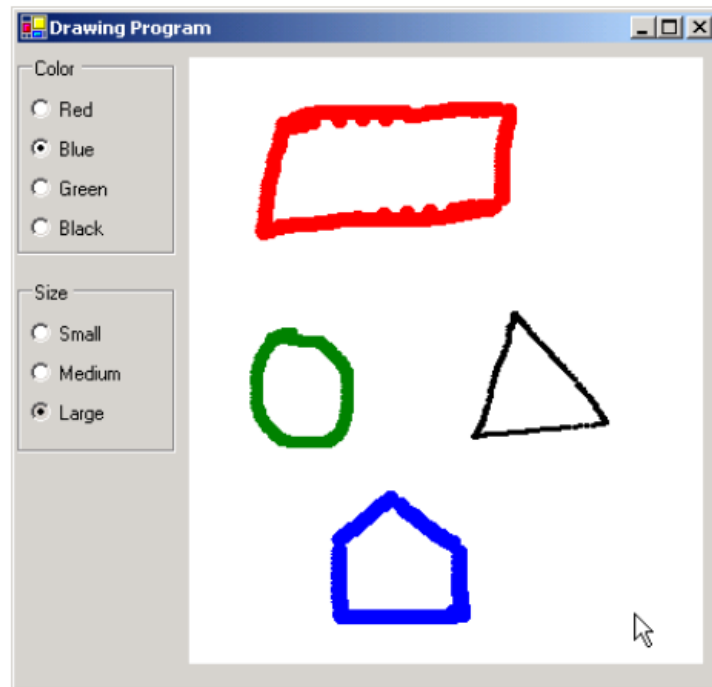 Drawing Program
Color
Red
Blue
Green
Black
Size
Small
Medium
Large